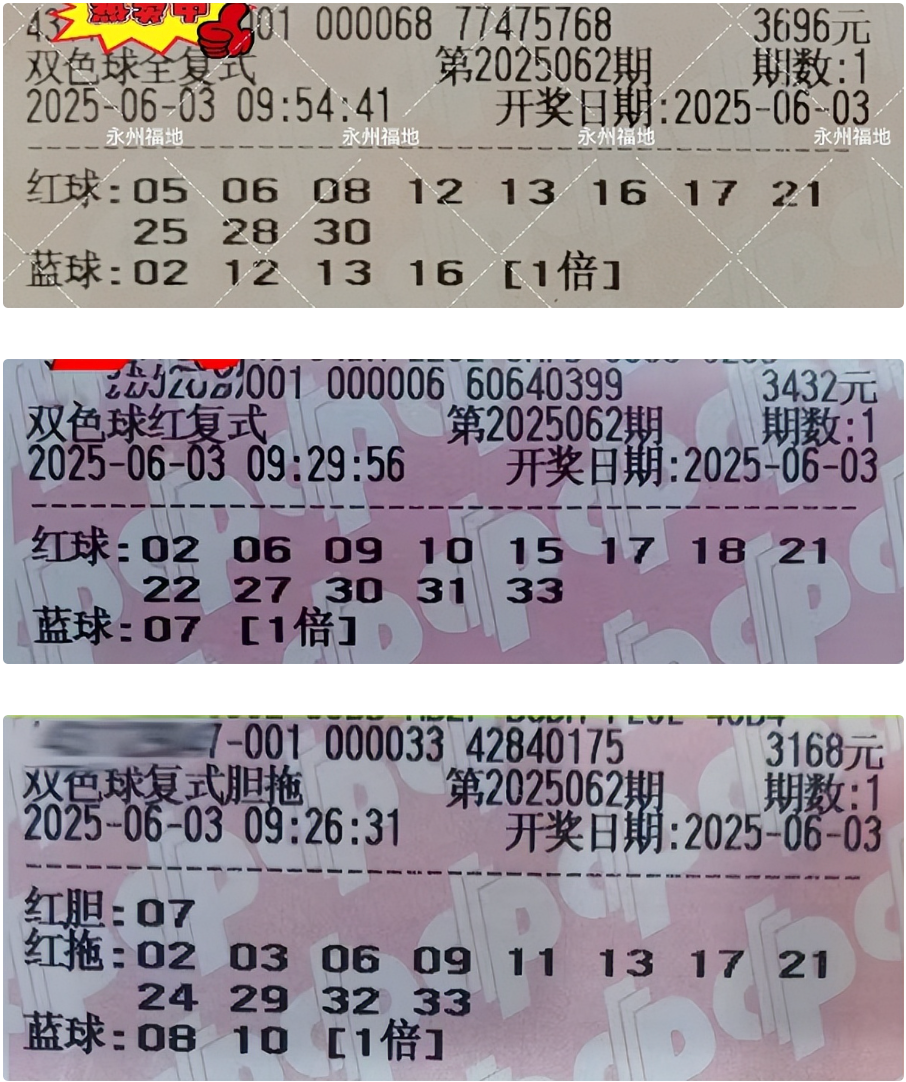 001 000068 77475768 3696元
双色球全复式 第2025062期 期数:1
2025-06-03 09:54:41 开奖日期:2025-06-03
永州福地 永州福地 永州福地 永州福地
红球:05 06 08 12 13 16 17 21
25 28 30
蓝球:02 12 13 16 [1倍]
001 000006 60640399 3432元
双色球红复式 第2025062期 期数:1
2025-06-03 09:29:56 开奖日期:2025-06-03
红球:02 06 09 10 15 17 18 21
22 27 30 31 33
蓝球:07 [1倍]
7-001 000033 42840175 3168元
双色球复式胆拖 第2025062期 期数:1
2025-06-03 09:26:31 开奖日期:2025-06-03
红胆:07
红拖:02 03 06 09 11 13 17 21
24 29 32 33
蓝球:08 10 [1倍]